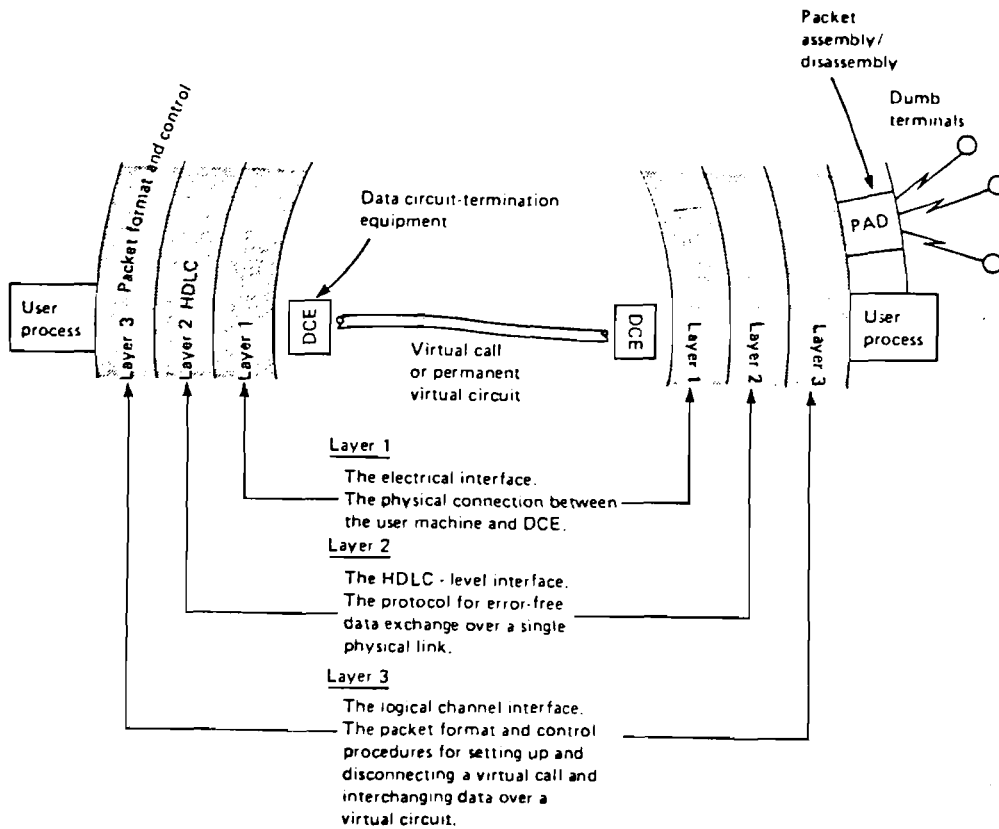 Packet
assembly/
disassembly
Dumb
terminals
Layer 3 Packet format and control
Layer 2 HDLC
Layer 1
Data circuit-termination
equipment
PAD
User
process
DCE
Virtual call
or permanent
virtual circuit
DCE
Layer 1
Layer 2
Layer 3
User
process
Layer 1
The electrical interface.
The physical connection between
the user machine and DCE.
Layer 2
The HDLC - level interface.
The protocol for error-free
data exchange over a single
physical link.
Layer 3
The logical channel interface.
The packet format and control
procedures for setting up and
disconnecting a virtual call and
interchanging data over a
virtual circuit.